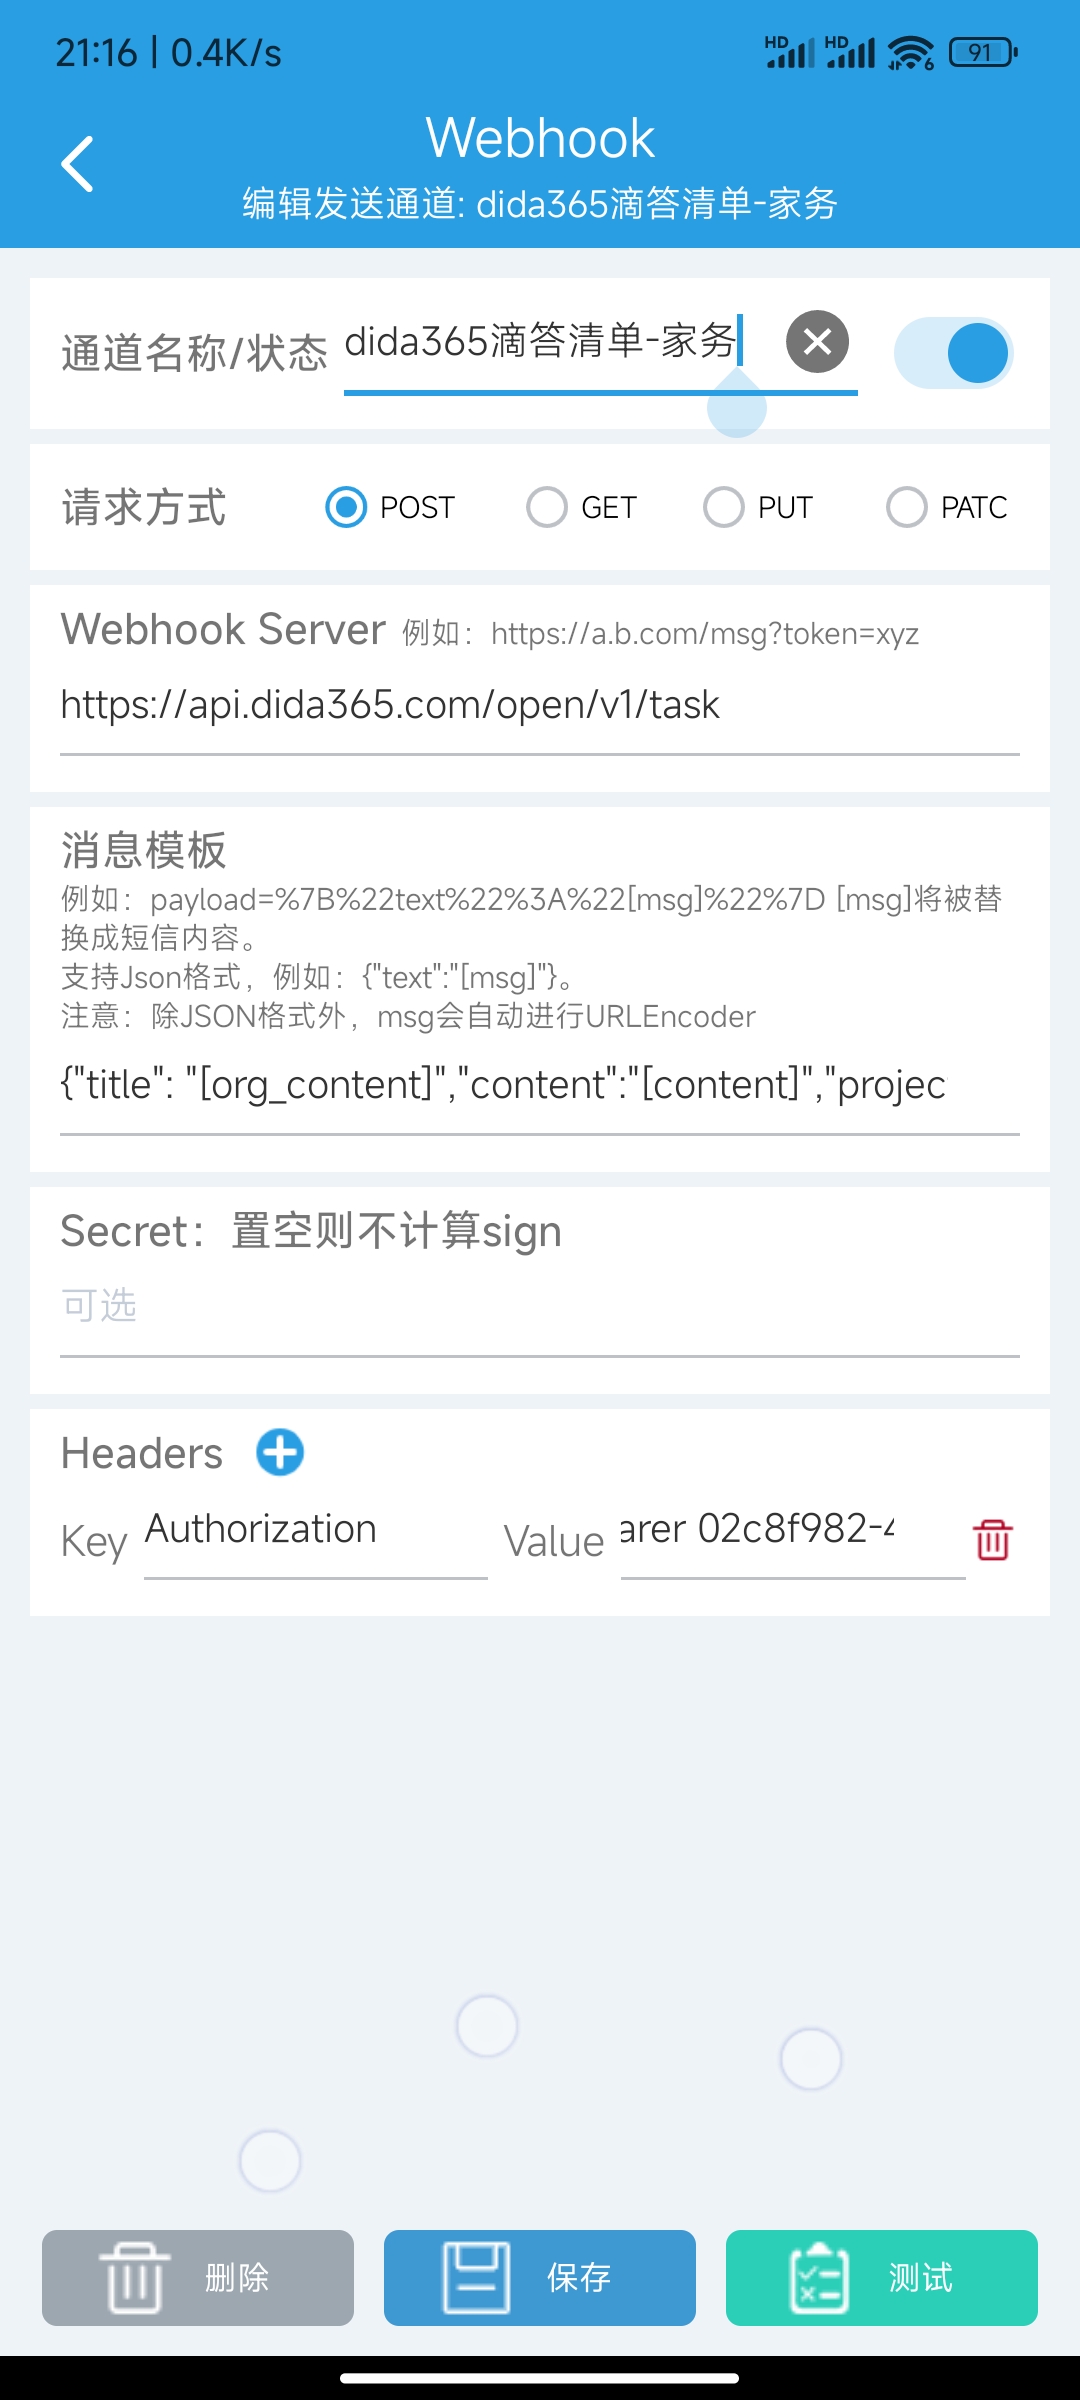 21:16 | 0.4K/s
HD HD 6 91
Webhook
编辑发送通道: dida365滴答清单-家务
通道名称/状态 dida365滴答清单-家务
请求方式 POST GET PUT PATC
Webhook Server 例如：https://a.b.com/msg?token=xyz
https://api.dida365.com/open/v1/task
消息模板
例如：payload=%7B%22text%22%3A%22[msg]%22%7D [msg]将被替
换成短信内容。
支持Json格式，例如：{"text":"[msg]"}。
注意：除JSON格式外，msg会自动进行URLEncoder
{"title": "[org_content]","content":"[content]","projec
Secret：置空则不计算sign
可选
Headers
Key Authorization Value arer 02c8f982-4
删除 保存 测试